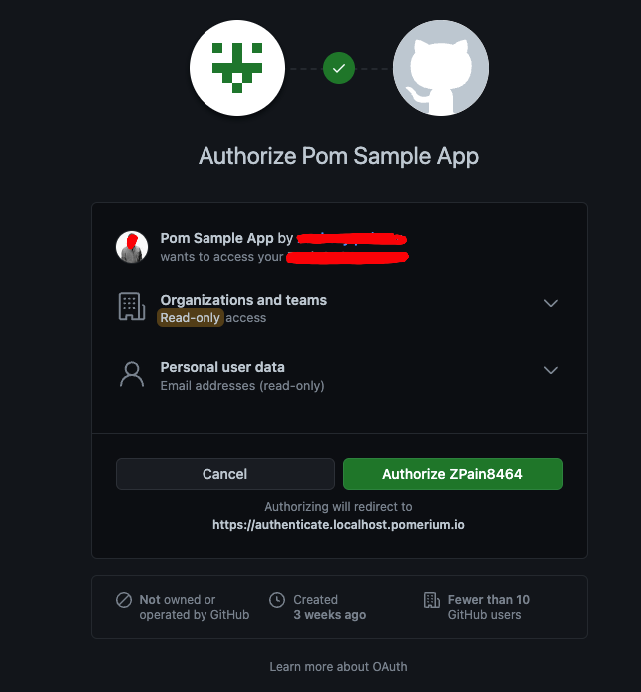 Authorize Pom Sample App
Pom Sample App by
wants to access your
Organizations and teams
Read-only access
Personal user data
Email addresses (read-only)
Cancel
Authorize ZPain8464
Authorizing will redirect to
https://authenticate.localhost.pomerium.io
Not owned or
operated by GitHub
Created
3 weeks ago
Fewer than 10
GitHub users
Learn more about OAuth